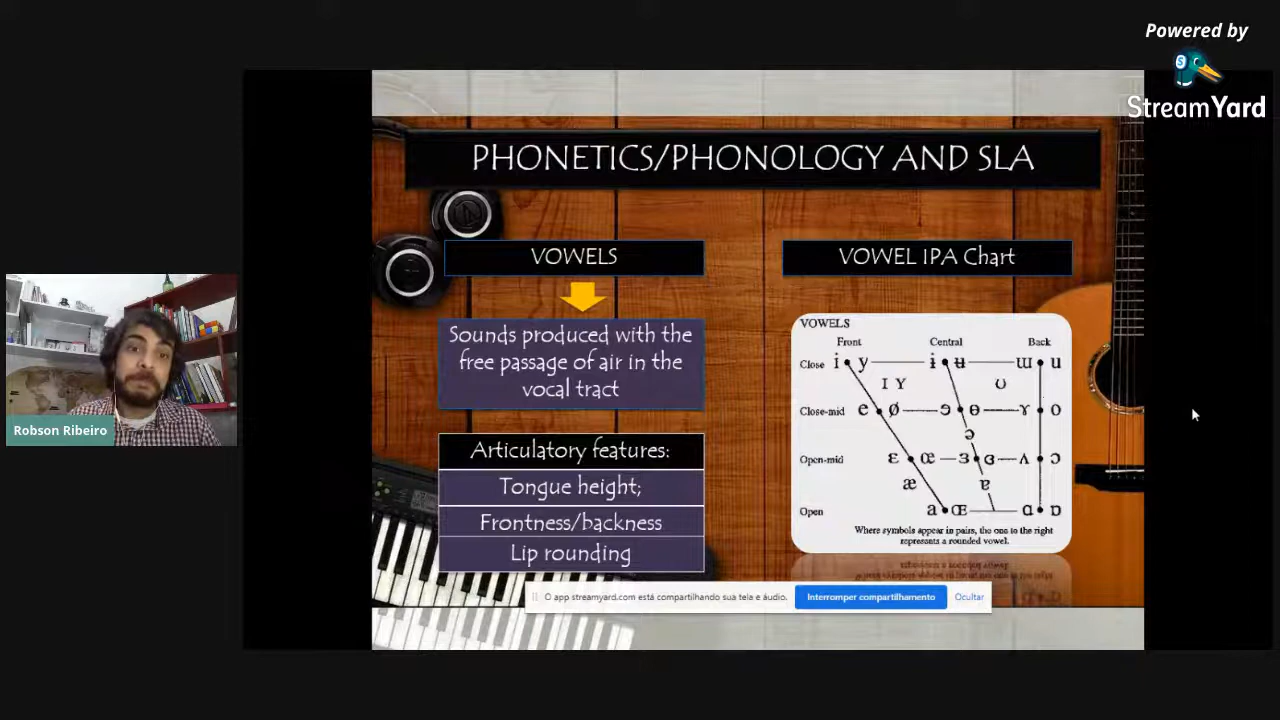 Powered by
StreamYard
PHONETICS/PHONOLOGY AND SLA
VOWELS
Sounds produced with the
free passage of air in the
vocal tract
Articulatory features:
Tongue height;
Frontness/backness
Lip rounding
VOWEL IPA Chart
VOWELS
Front Central Back
Close i y ɨ ʉ ɯ u
I Y ʊ
Close-mid e ø ɘ ɵ ɤ o
ə
Open-mid ɛ œ ɜ ɞ ʌ ɔ
æ ɐ
Open a Œ ɑ ɒ
Where symbols appear in pairs, the one to the right
represents a rounded vowel.
Robson Ribeiro
O app streamyard.com está compartilhando sua tela e áudio.
Interromper compartilhamento
Ocultar